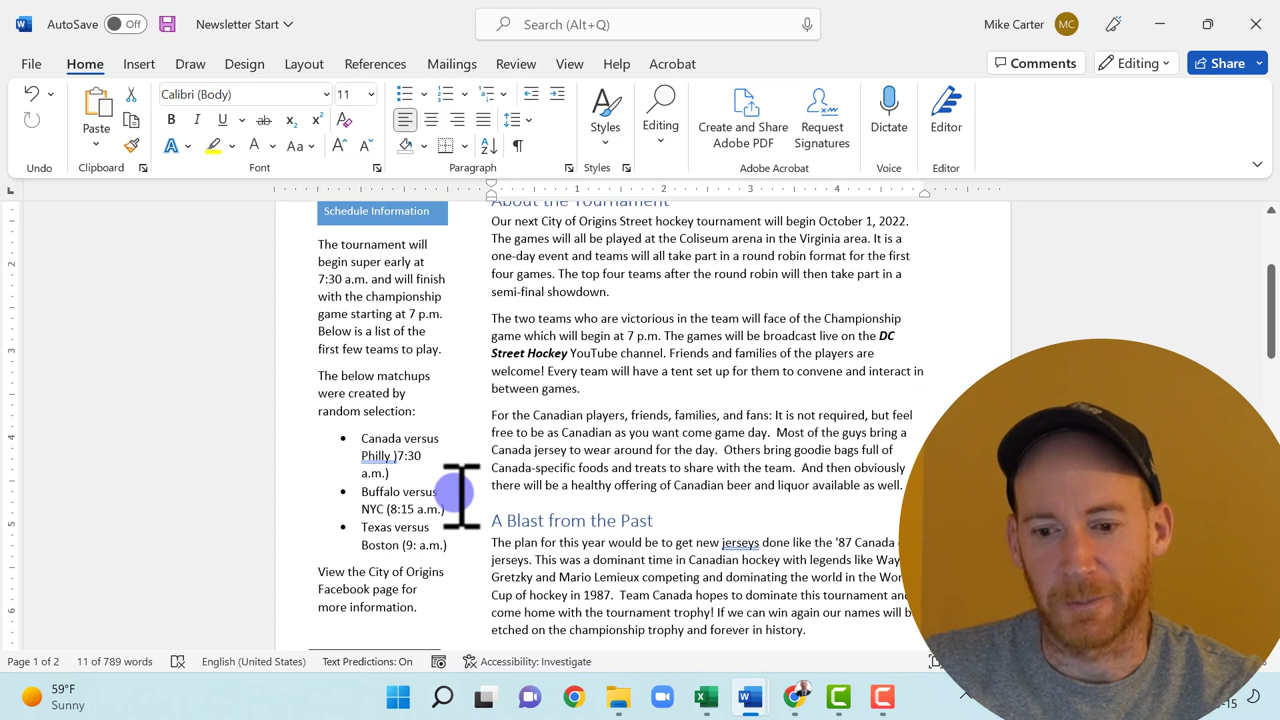 AutoSave Off Newsletter Start Search (Alt+Q) Mike Carter MC
File Home Insert Draw Design Layout References Mailings Review View Help Acrobat Comments Editing Share
Calibri (Body) 11
Paste Styles Editing Create and Share Adobe PDF Request Signatures Dictate Editor
Undo Clipboard Font Paragraph Styles Adobe Acrobat Voice Editor
Schedule Information
The tournament will
begin super early at
7:30 a.m. and will finish
with the championship
game starting at 7 p.m.
Below is a list of the
first few teams to play.
The below matchups
were created by
random selection:
• Canada versus
Philly )7:30
a.m.)
• Buffalo versus
NYC (8:15 a.m.)
• Texas versus
Boston (9: a.m.)
View the City of Origins
Facebook page for
more information.
About the Tournament
Our next City of Origins Street hockey tournament will begin October 1, 2022.
The games will all be played at the Coliseum arena in the Virginia area. It is a
one-day event and teams will all take part in a round robin format for the first
four games. The top four teams after the round robin will then take part in a
semi-final showdown.
The two teams who are victorious in the team will face of the Championship
game which will begin at 7 p.m. The games will be broadcast live on the DC
Street Hockey YouTube channel. Friends and families of the players are
welcome! Every team will have a tent set up for them to convene and interact in
between games.
For the Canadian players, friends, families, and fans: It is not required, but feel
free to be as Canadian as you want come game day. Most of the guys bring a
Canada jersey to wear around for the day. Others bring goodie bags full of
Canada-specific foods and treats to share with the team. And then obviously
there will be a healthy offering of Canadian beer and liquor available as well.
A Blast from the Past
The plan for this year would be to get new jerseys done like the '87 Canada
jerseys. This was a dominant time in Canadian hockey with legends like
Gretzky and Mario Lemieux competing and dominating the world in the
Cup of hockey in 1987. Team Canada hopes to dominate this tournament and
come home with the tournament trophy! If we can win again our names will
etched on the championship trophy and forever in history.
Page 1 of 2 11 of 789 words English (United States) Text Predictions: On Accessibility: Investigate
59°F
Sunny